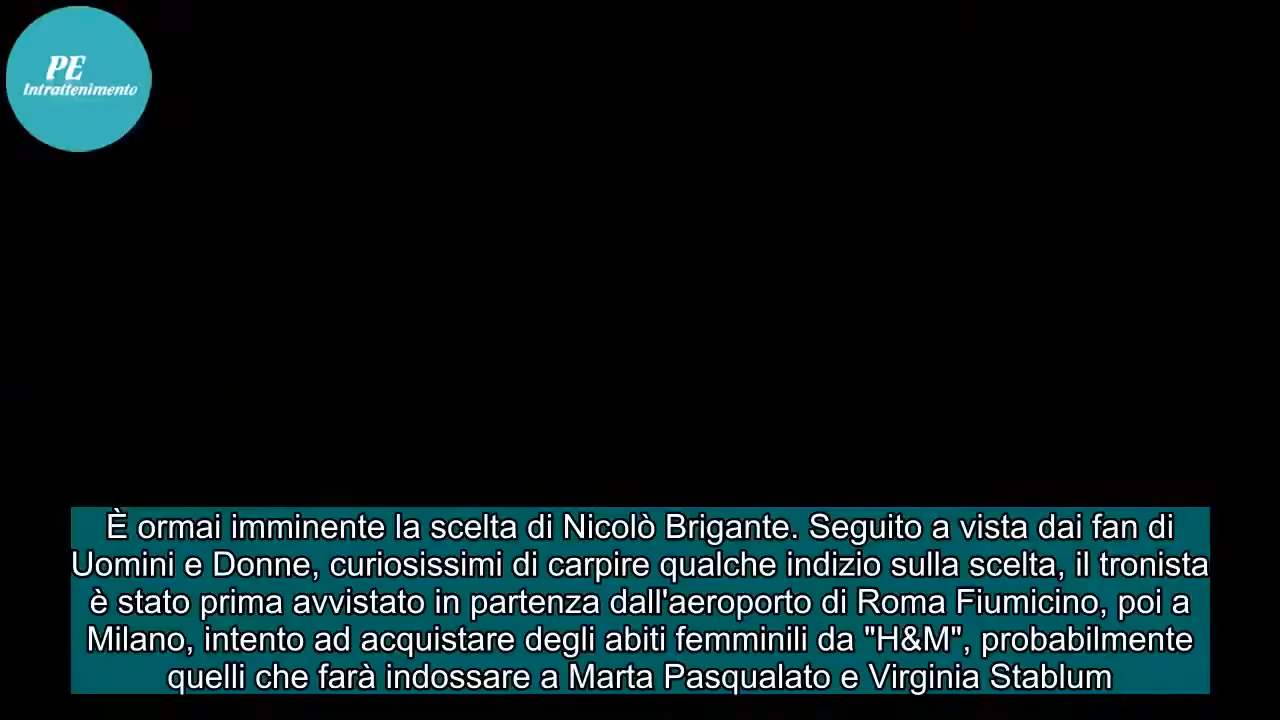 PE
Intrattenimento
È ormai imminente la scelta di Nicolò Brigante. Seguito a vista dai fan di
Uomini e Donne, curiosissimi di carpire qualche indizio sulla scelta, il tronista
è stato prima avvistato in partenza dall'aeroporto di Roma Fiumicino, poi a
Milano, intento ad acquistare degli abiti femminili da "H&M", probabilmente
quelli che farà indossare a Marta Pasqualato e Virginia Stablum